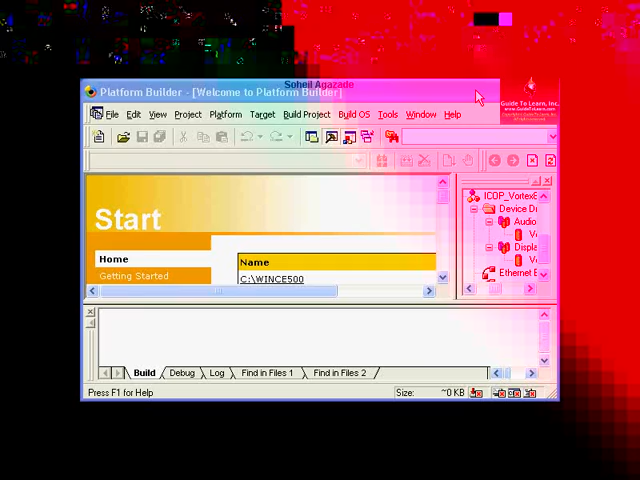 Soheil Agazade
Platform Builder - [Welcome to Platform Builder]
Guide To Learn, Inc.
File Edit View Project Platform Target Build Project Build OS Tools Window Help
Start
Home
Getting Started
Name
C:\WINCE500
ICOP_Vortex
Device D
Audio
Displa
Ethernet
Build Debug Log Find in Files 1 Find in Files 2
Press F1 for Help
Size: ~0 KB